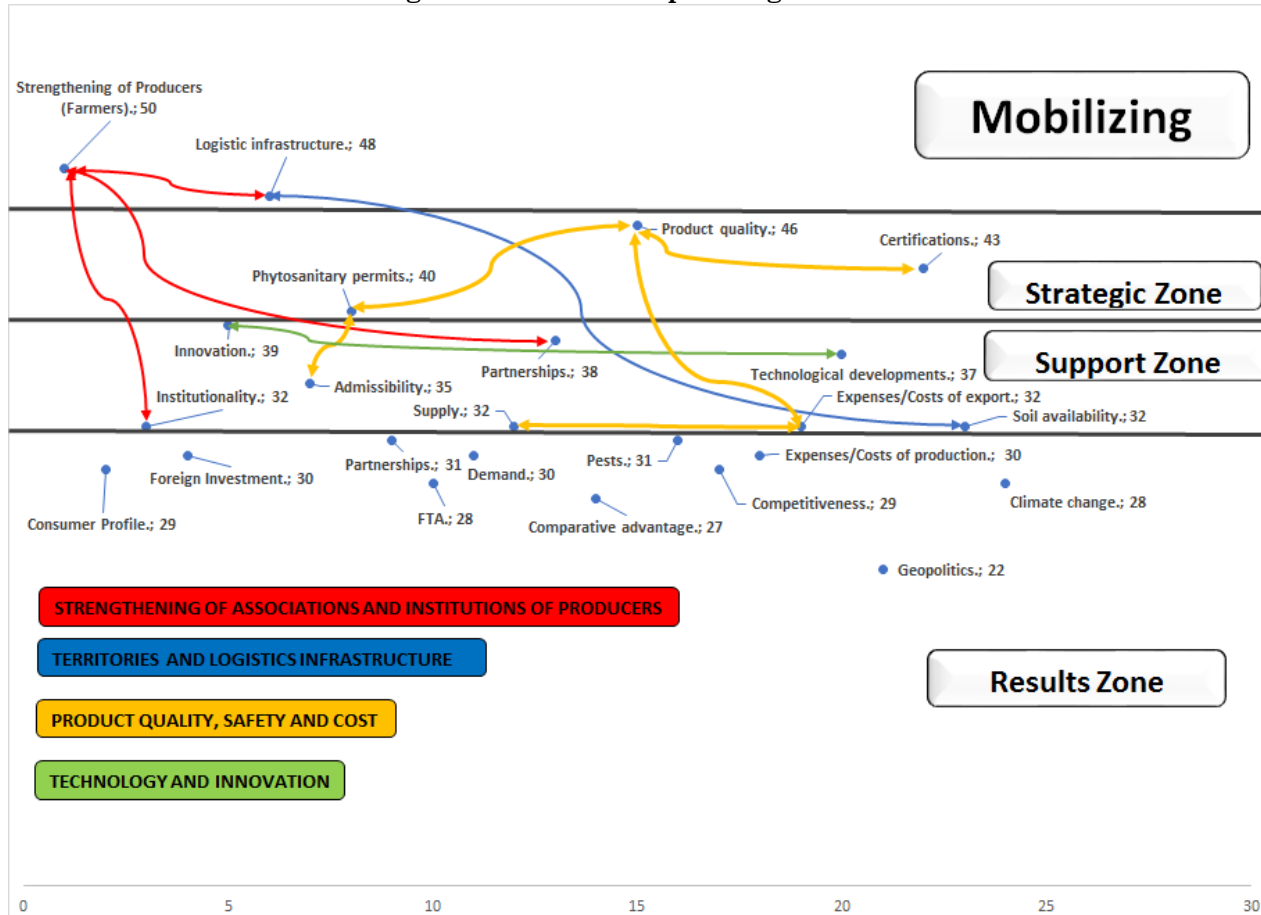 Strengthening of Producers
(Farmers).; 50
Mobilizing
Logistic infrastructure.; 48
Product quality.; 46
Certifications.; 43
Phytosanitary permits.; 40
Strategic Zone
Innovation.; 39
Partnerships.; 38
Support Zone
Technological developments.; 37
Admissibility.; 35
Institutionality.; 32
Expenses/Costs of export.; 32
Supply.; 32
Soil availability.; 32
Partnerships.; 31
Pests.; 31
Expenses/Costs of production.; 30
Foreign Investment.; 30
Demand.; 30
Competitiveness.; 29
Climate change.; 28
Consumer Profile.; 29
FTA.; 28
Comparative advantage.; 27
Geopolitics.; 22
STRENGTHENING OF ASSOCIATIONS AND INSTITUTIONS OF PRODUCERS
TERRITORIES AND LOGISTICS INFRASTRUCTURE
Results Zone
PRODUCT QUALITY, SAFETY AND COST
TECHNOLOGY AND INNOVATION
0 5 10 15 20 25 30